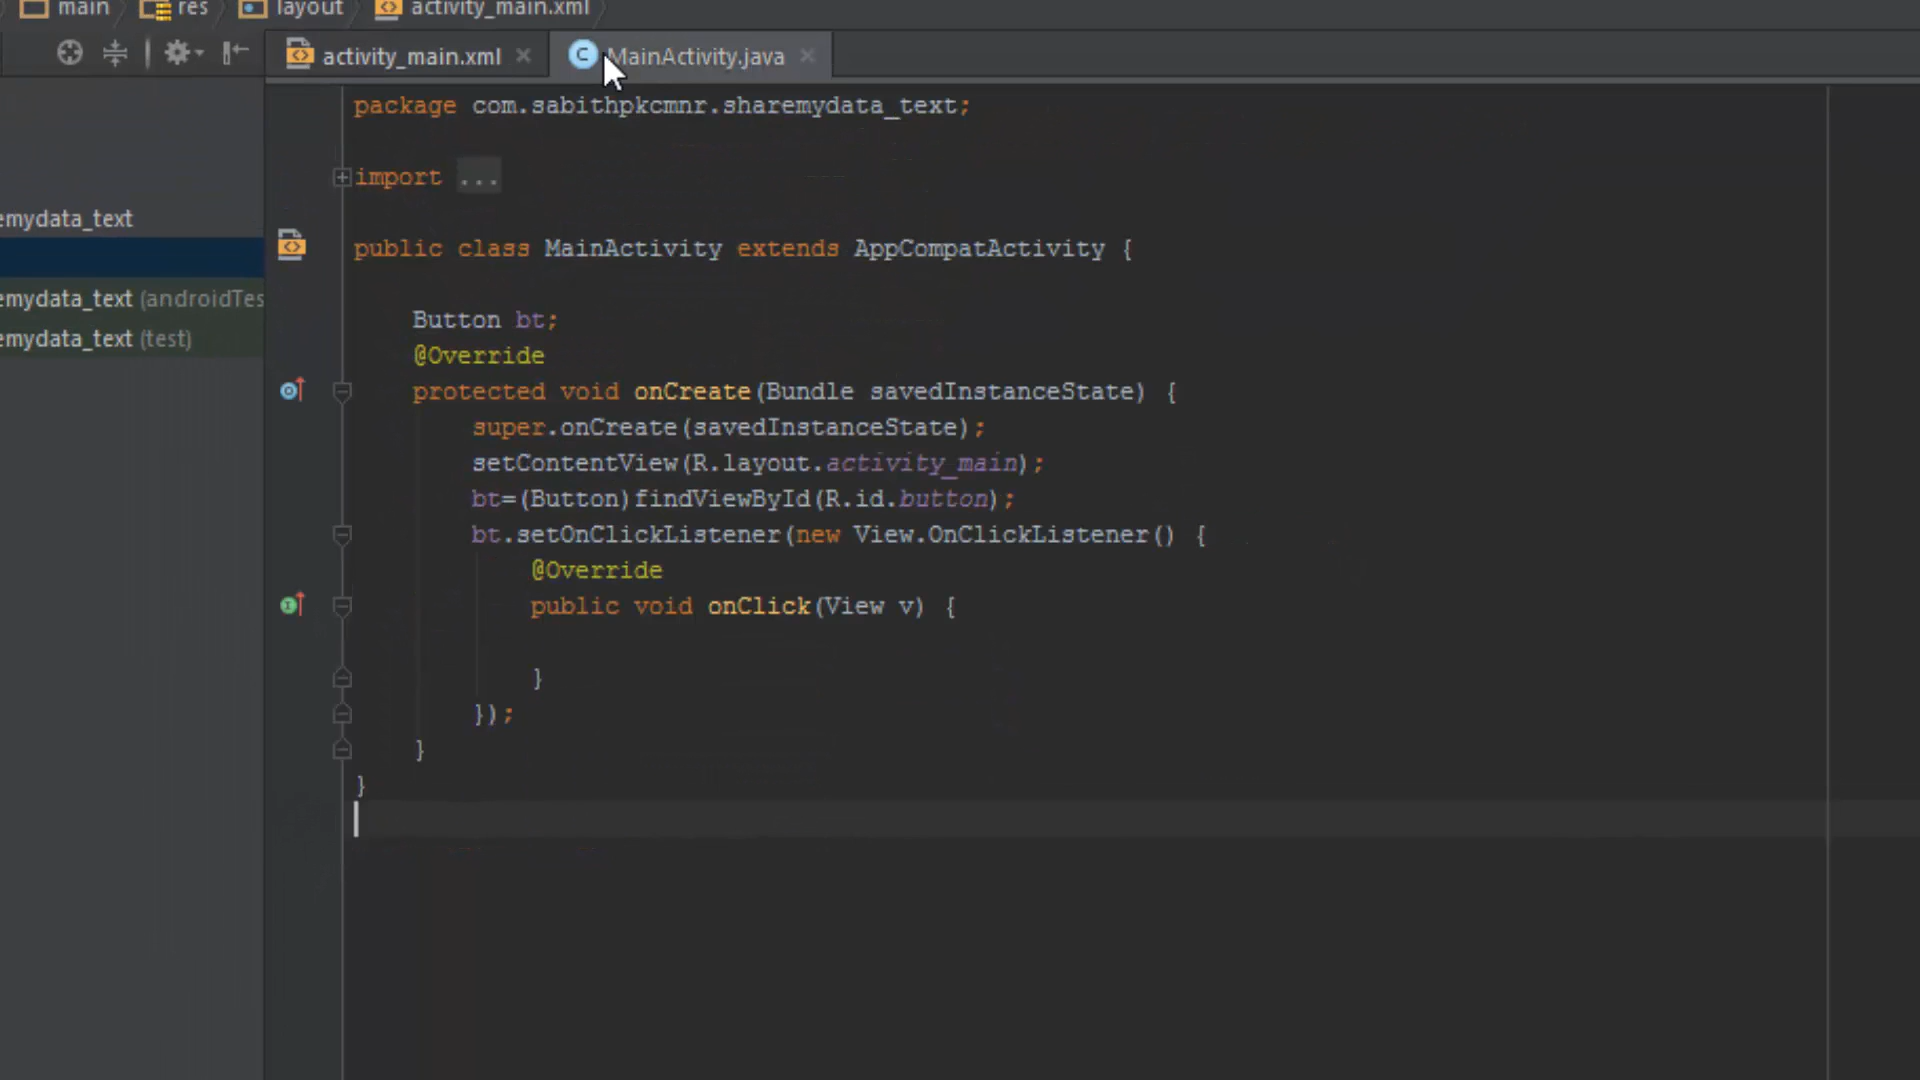 main res layout activity_main.xml
activity_main.xml MainActivity.java
package com.sabithpkcmnr.sharemydata_text;
import ...
emydata_text
public class MainActivity extends AppCompatActivity {
emydata_text (androidTes
Button bt;
emydata_text (test)
@Override
protected void onCreate(Bundle savedInstanceState) {
super.onCreate(savedInstanceState);
setContentView(R.layout.activity_main);
bt=(Button)findViewById(R.id.button);
bt.setOnClickListener(new View.OnClickListener() {
@Override
public void onClick(View v) {
}
});
}
}